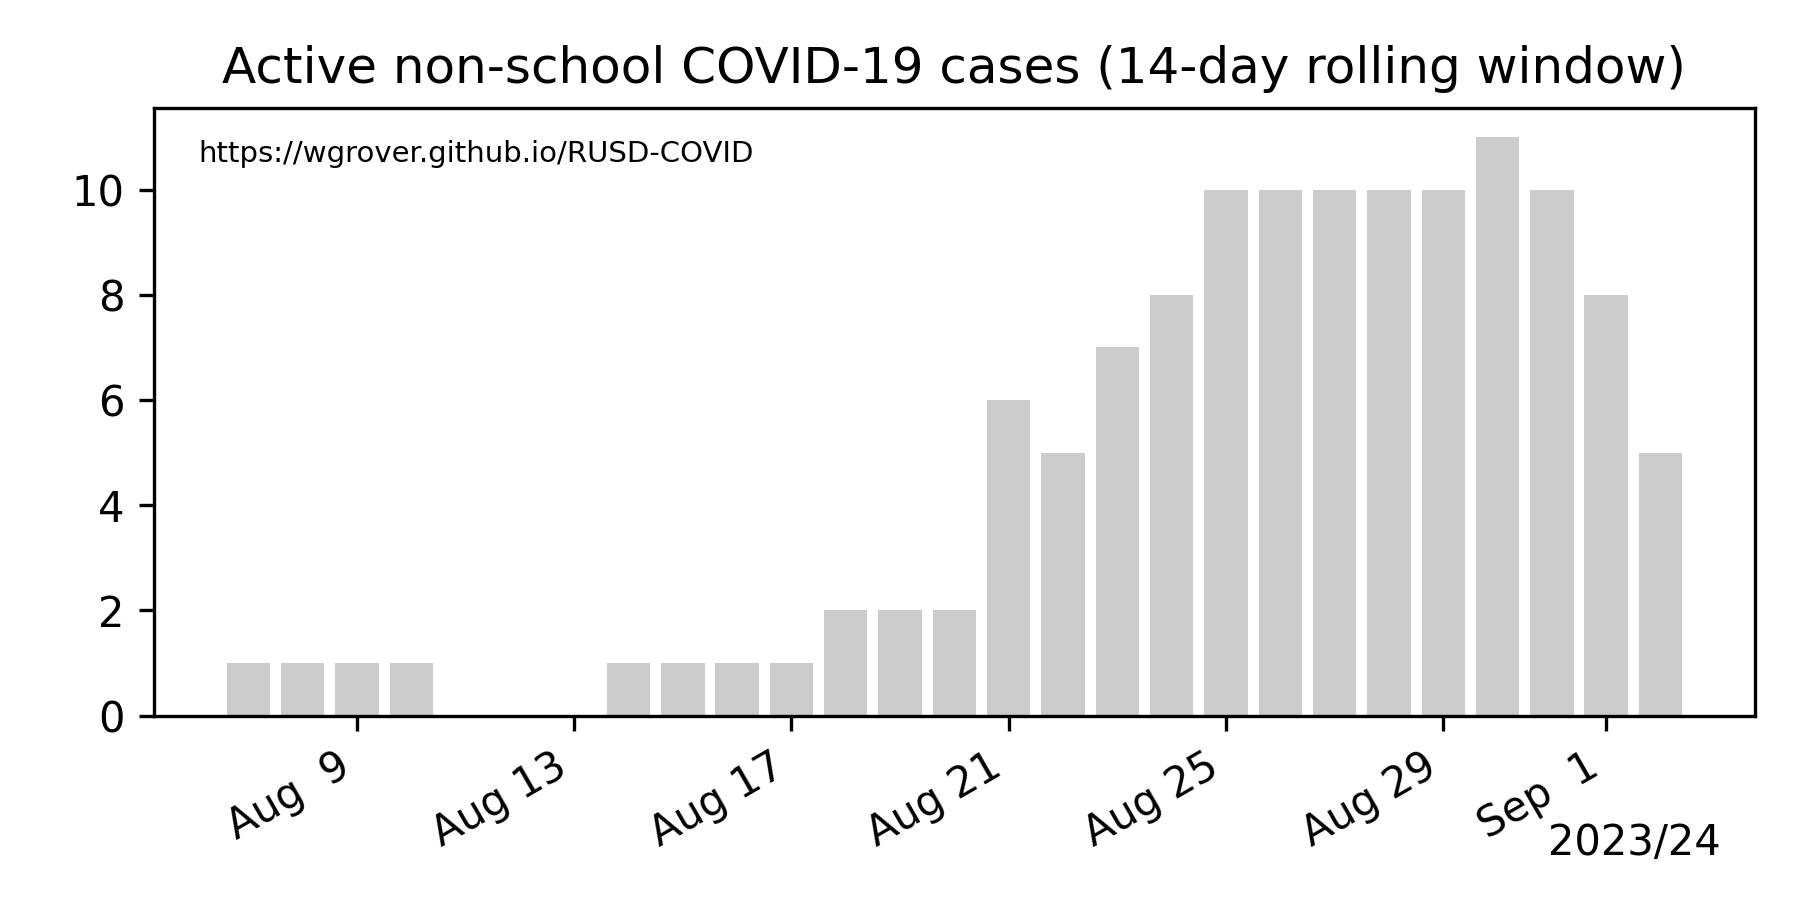 Active non-school COVID-19 cases (14-day rolling window)
https://wgrover.github.io/RUSD-COVID
10
8
6
4
2
0
Aug 9
Aug 13
Aug 17
Aug 21
Aug 25
Aug 29
Sep 1
2023/24